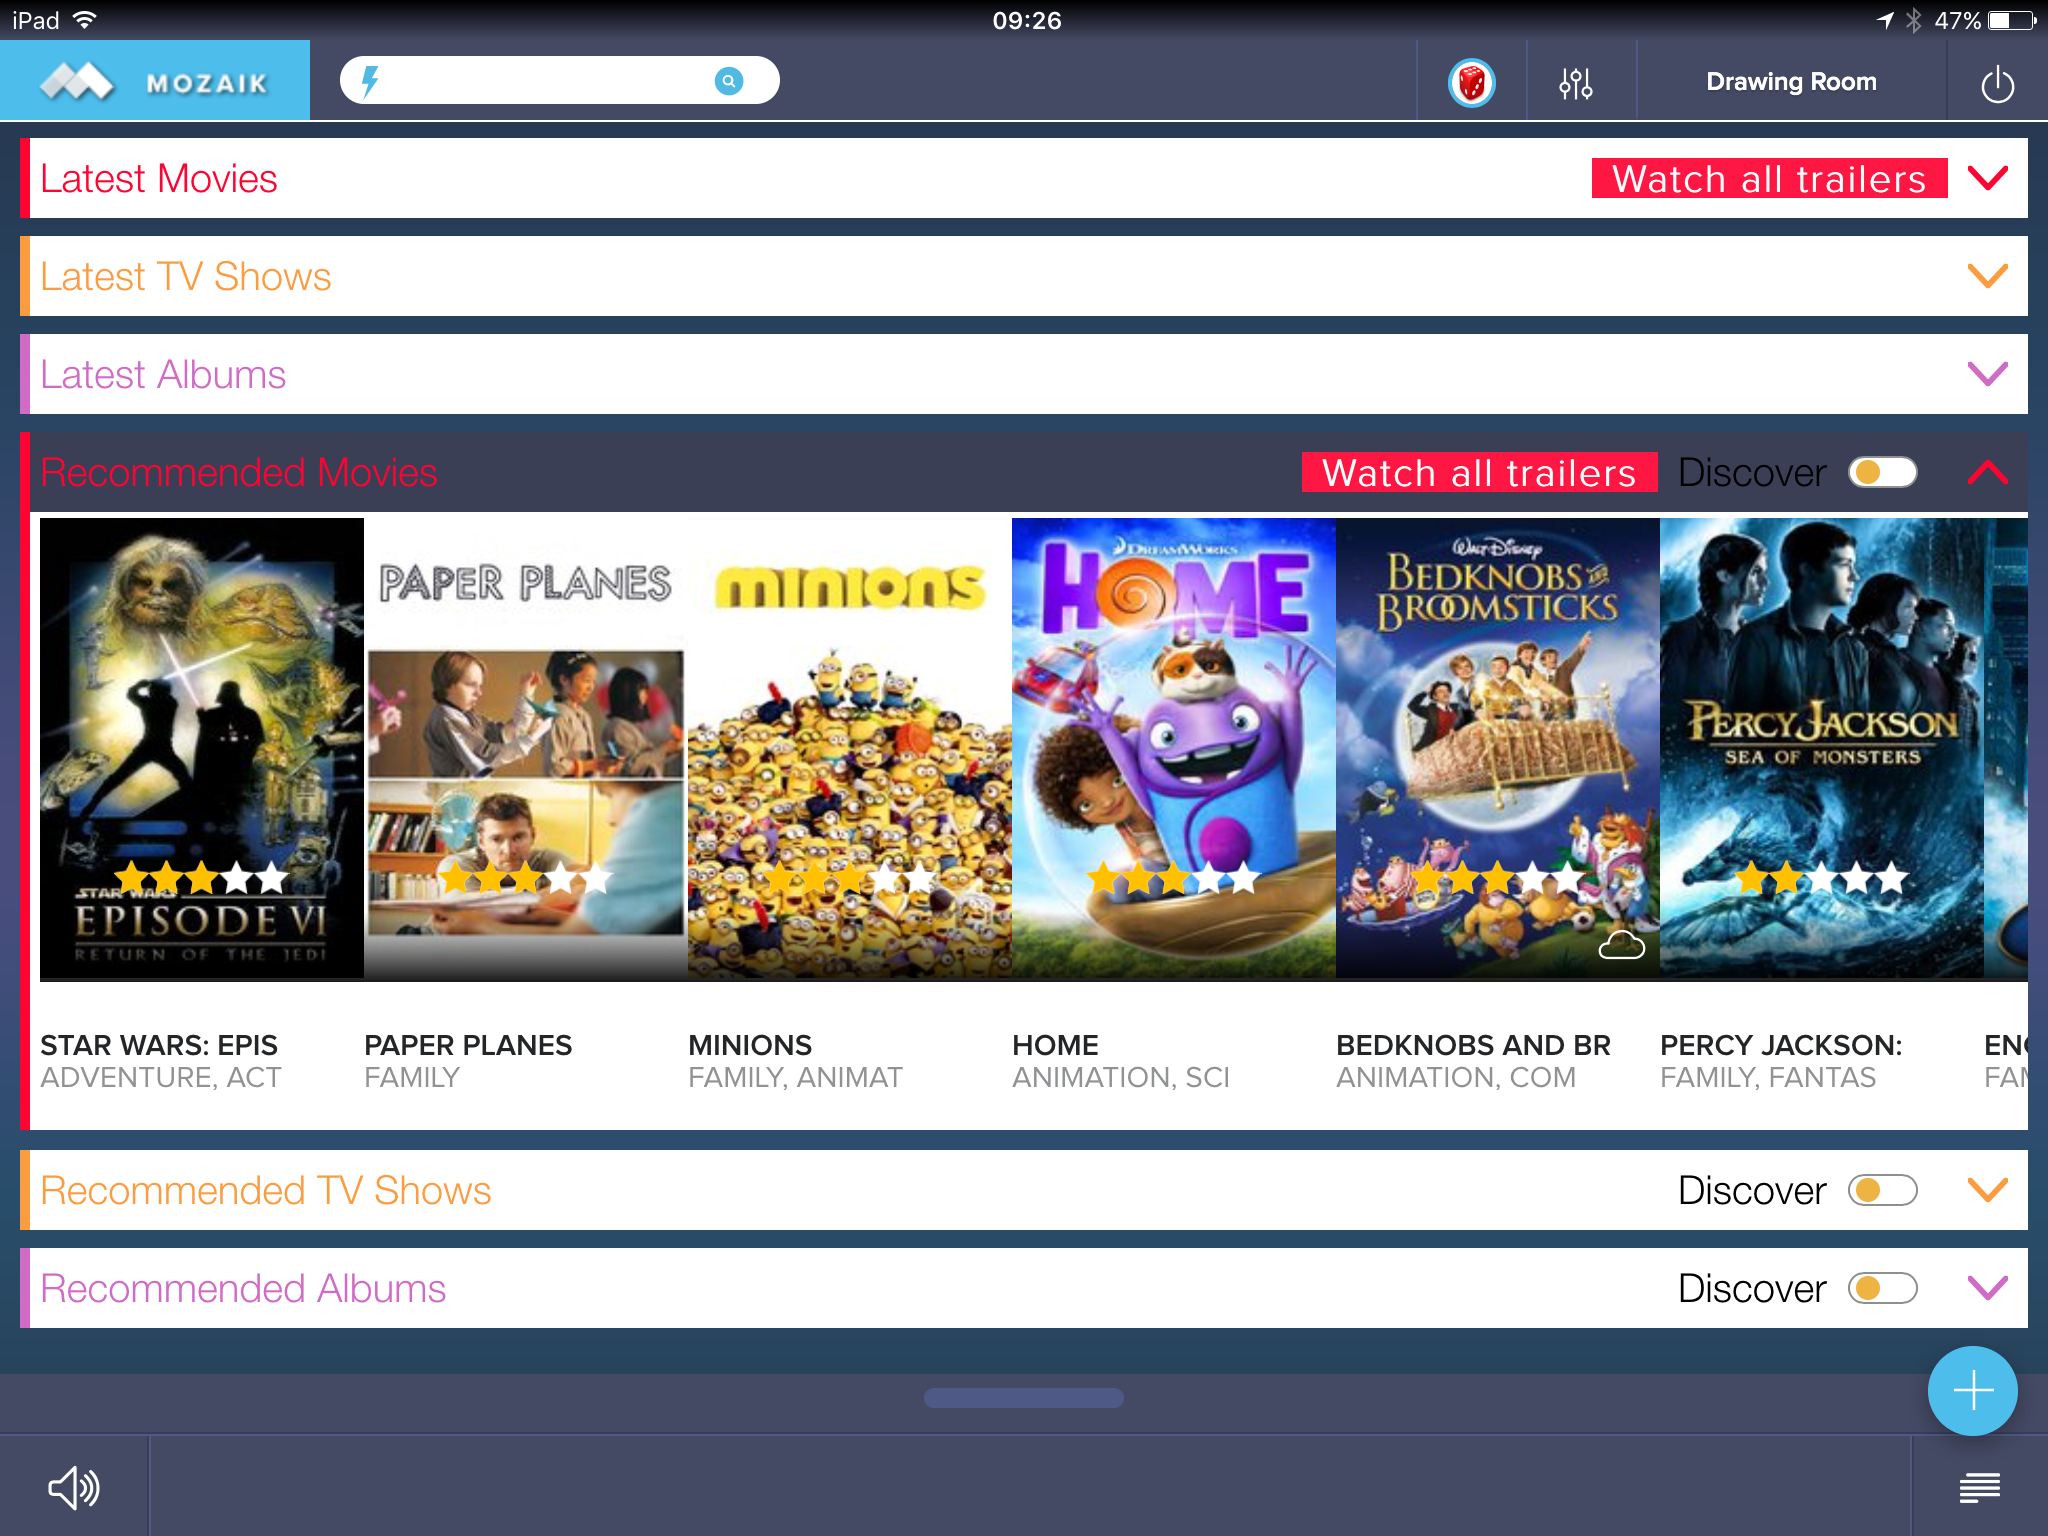 iPad 09:26 47%
MOZAIK
Drawing Room
Latest Movies Watch all trailers
Latest TV Shows
Latest Albums
Recommended Movies Watch all trailers Discover
STAR WARS
EPISODE VI
RETURN OF THE JEDI
PAPER PLANES
minions
DREAMWORKS
HOME
WALT DISNEY
BEDKNOBS AND
BROOMSTICKS
PERCY JACKSON
SEA OF MONSTERS
STAR WARS: EPIS
ADVENTURE, ACT
PAPER PLANES
FAMILY
MINIONS
FAMILY, ANIMAT
HOME
ANIMATION, SCI
BEDKNOBS AND BR
ANIMATION, COM
PERCY JACKSON:
FAMILY, FANTAS
Recommended TV Shows Discover
Recommended Albums Discover